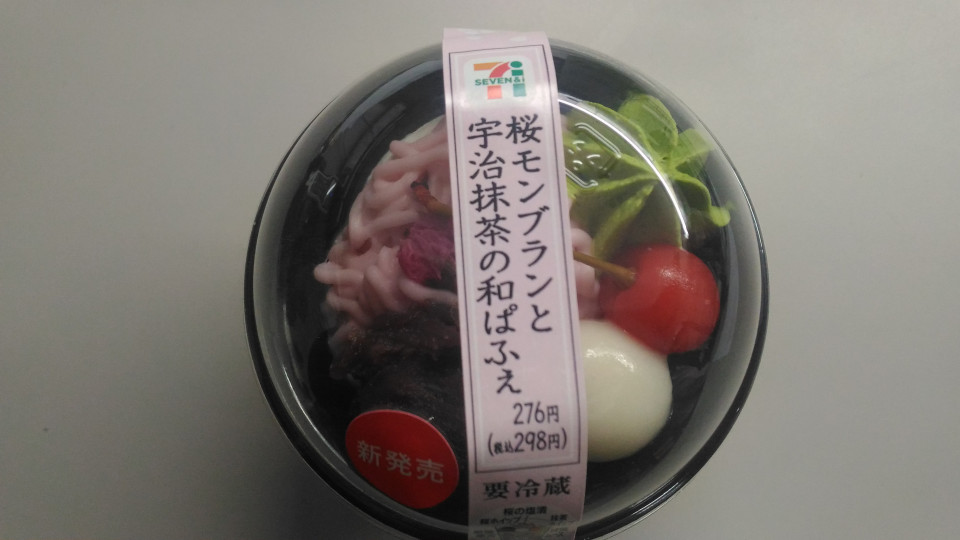 SEVEN&i
桜モンブランと
宇治抹茶の和ぱふぇ
276円
(税込298円)
要冷蔵
桜の塩漬
新発売